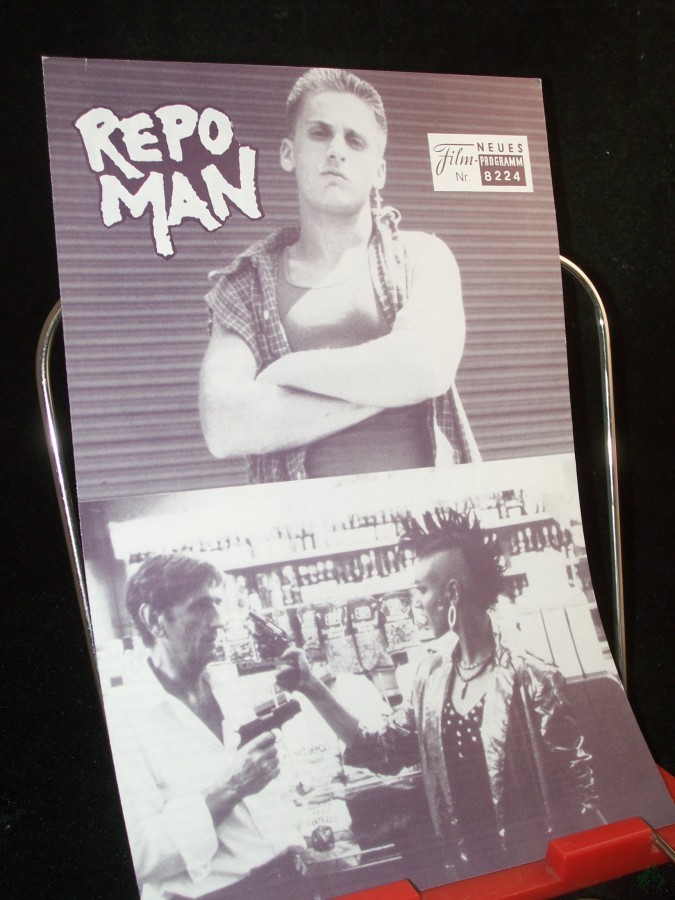 REPO
MAN
Film-
NEUES
PROGRAMM
Nr. 8224